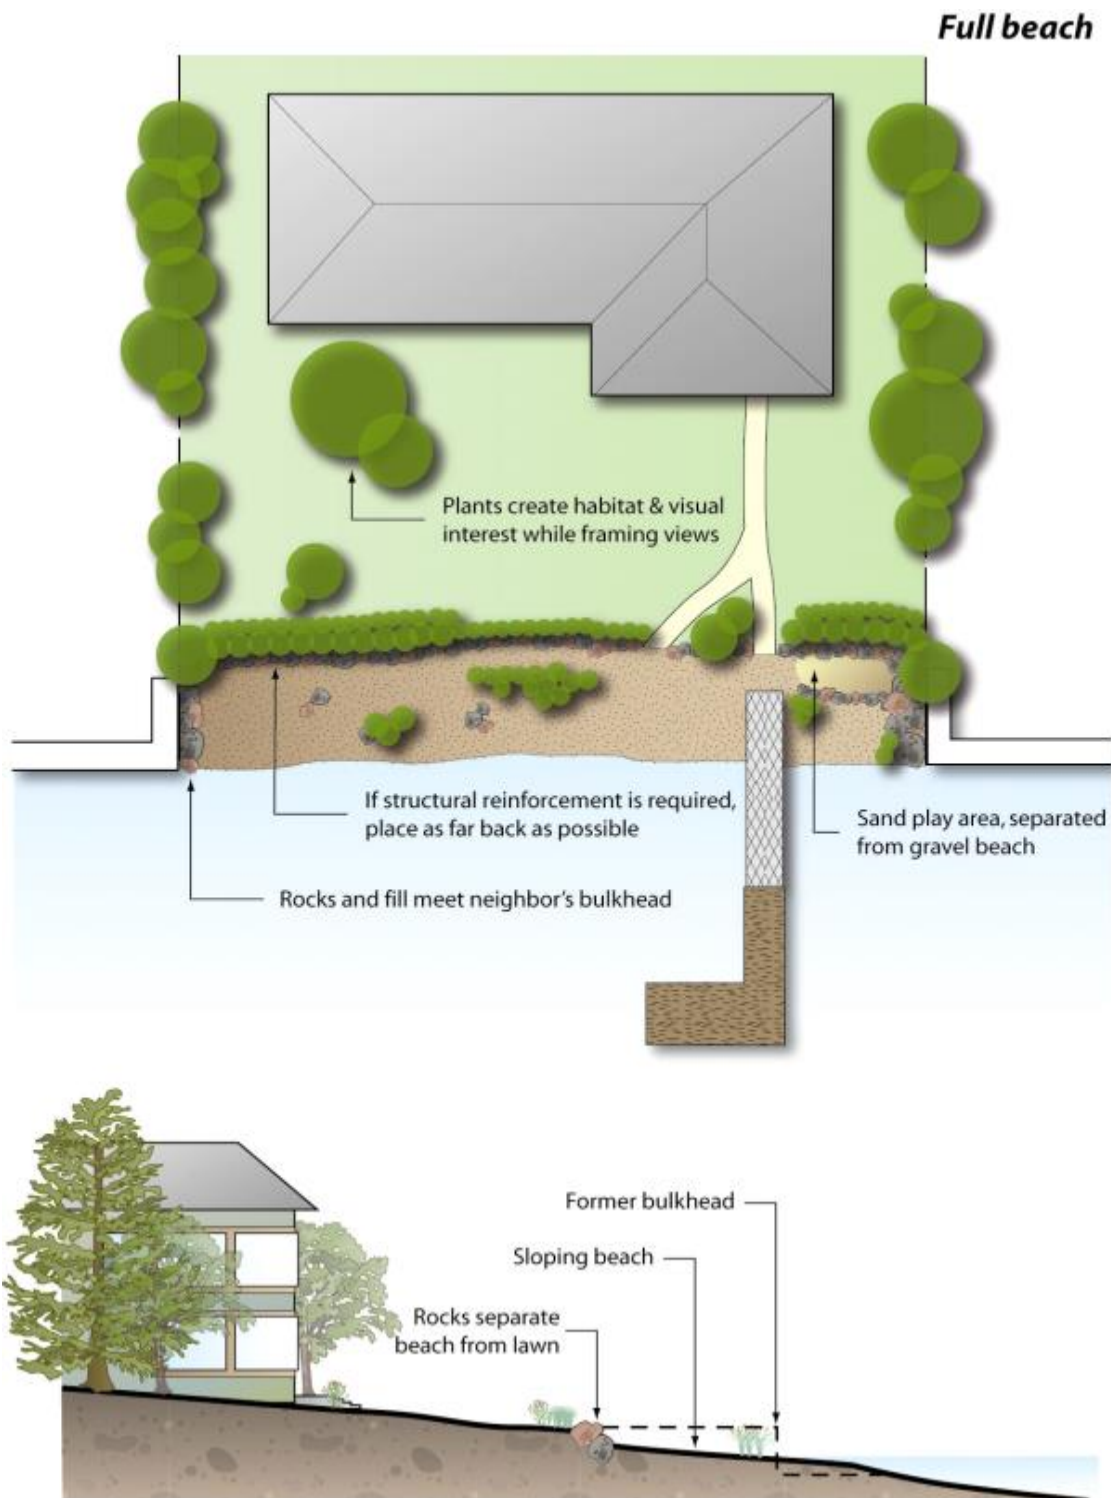 Full beach
Plants create habitat & visual
interest while framing views
If structural reinforcement is required,
place as far back as possible
Sand play area, separated
from gravel beach
Rocks and fill meet neighbor's bulkhead
Former bulkhead
Sloping beach
Rocks separate
beach from lawn